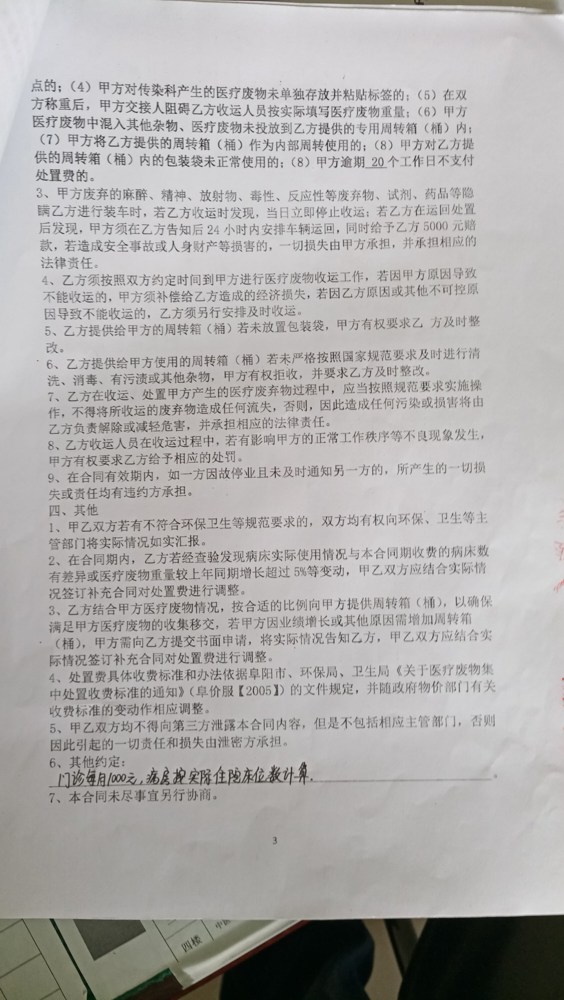 点的；（4）甲方对传染科产生的医疗废物未单独存放并粘贴标签的；（5）在双
方称重后，甲方交接人阻碍乙方收运人员按实际填写医疗废物重量；（6）甲方
医疗废物中混入其他杂物、医疗废物未投放到乙方提供的专用周转箱（桶）内；
（7）甲方将乙方提供的周转箱（桶）作为内部周转使用的；（8）甲方对乙方提
供的周转箱（桶）内的包装袋未正常使用的；（8）甲方逾期 20 个工作日不支付
处置费的。
3、甲方废弃的麻醉、精神、放射物、毒性、反应性等废弃物、试剂、药品等隐
瞒乙方进行装车时，若乙方收运时发现，当日立即停止收运；若乙方在运回处置
后发现，甲方须在乙方告知后 24 小时内安排车辆运回，同时给予乙方 5000 元赔
款，若造成安全事故或人身财产等损害的，一切损失由甲方承担，并承担相应的
法律责任。
4、乙方须按照双方约定时间到甲方进行医疗废物收运工作，若因甲方原因导致
不能收运的，甲方须补偿给乙方造成的经济损失，若因乙方原因或其他不可控原
因导致不能收运的，乙方须另行安排及时收运。
5、乙方提供给甲方的周转箱（桶）若未放置包装袋，甲方有权要求乙 方及时整
改。
6、乙方提供给甲方使用的周转箱（桶）若未严格按照国家规范要求及时进行清
洗、消毒、有污渍或其他杂物，甲方有权拒收，并要求乙方及时整改。
7、乙方在收运、处置甲方产生的医疗废弃物过程中，应当按照规范要求实施操
作，不得将所收运的废弃物造成任何流失，否则，因此造成任何污染或损害将由
乙方负责解除或减轻危害，并承担相应的法律责任。
8、乙方收运人员在收运过程中，若有影响甲方的正常工作秩序等不良现象发生，
甲方有权要求乙方给予相应的处罚。
9、在合同有效期内，如一方因故停业且未及时通知另一方的，所产生的一切损
失或责任均有违约方承担。
四、其他
1、甲乙双方若有不符合环保卫生等规范要求的，双方均有权向环保、卫生等主
管部门将实际情况如实汇报。
2、在合同期内，乙方若经查验发现病床实际使用情况与本合同期收费的病床数
有差异或医疗废物重量较上年同期增长超过 5%等变动，甲乙双方应结合实际情
况签订补充合同对处置费进行调整。
3、乙方结合甲方医疗废物情况，按合适的比例向甲方提供周转箱（桶），以确保
满足甲方医疗废物的收集移交，若甲方因业绩增长或其他原因需增加周转箱
（桶），甲方需向乙方提交书面申请，将实际情况告知乙方，甲乙双方应结合实
际情况签订补充合同对处置费进行调整。
4、处置费具体收费标准和办法依据阜阳市、环保局、卫生局《关于医疗废物集
中处置收费标准的通知》（阜价服【2005】）的文件规定，并随政府物价部门有关
收费标准的变动作相应调整。
5、甲乙双方均不得向第三方泄露本合同内容，但是不包括相应主管部门，否则
因此引起的一切责任和损失由泄密方承担。
6、其他约定：
门诊每月1000元，病房按实际住院床位数计算．。
7、本合同未尽事宜另行协商。
3
四楼